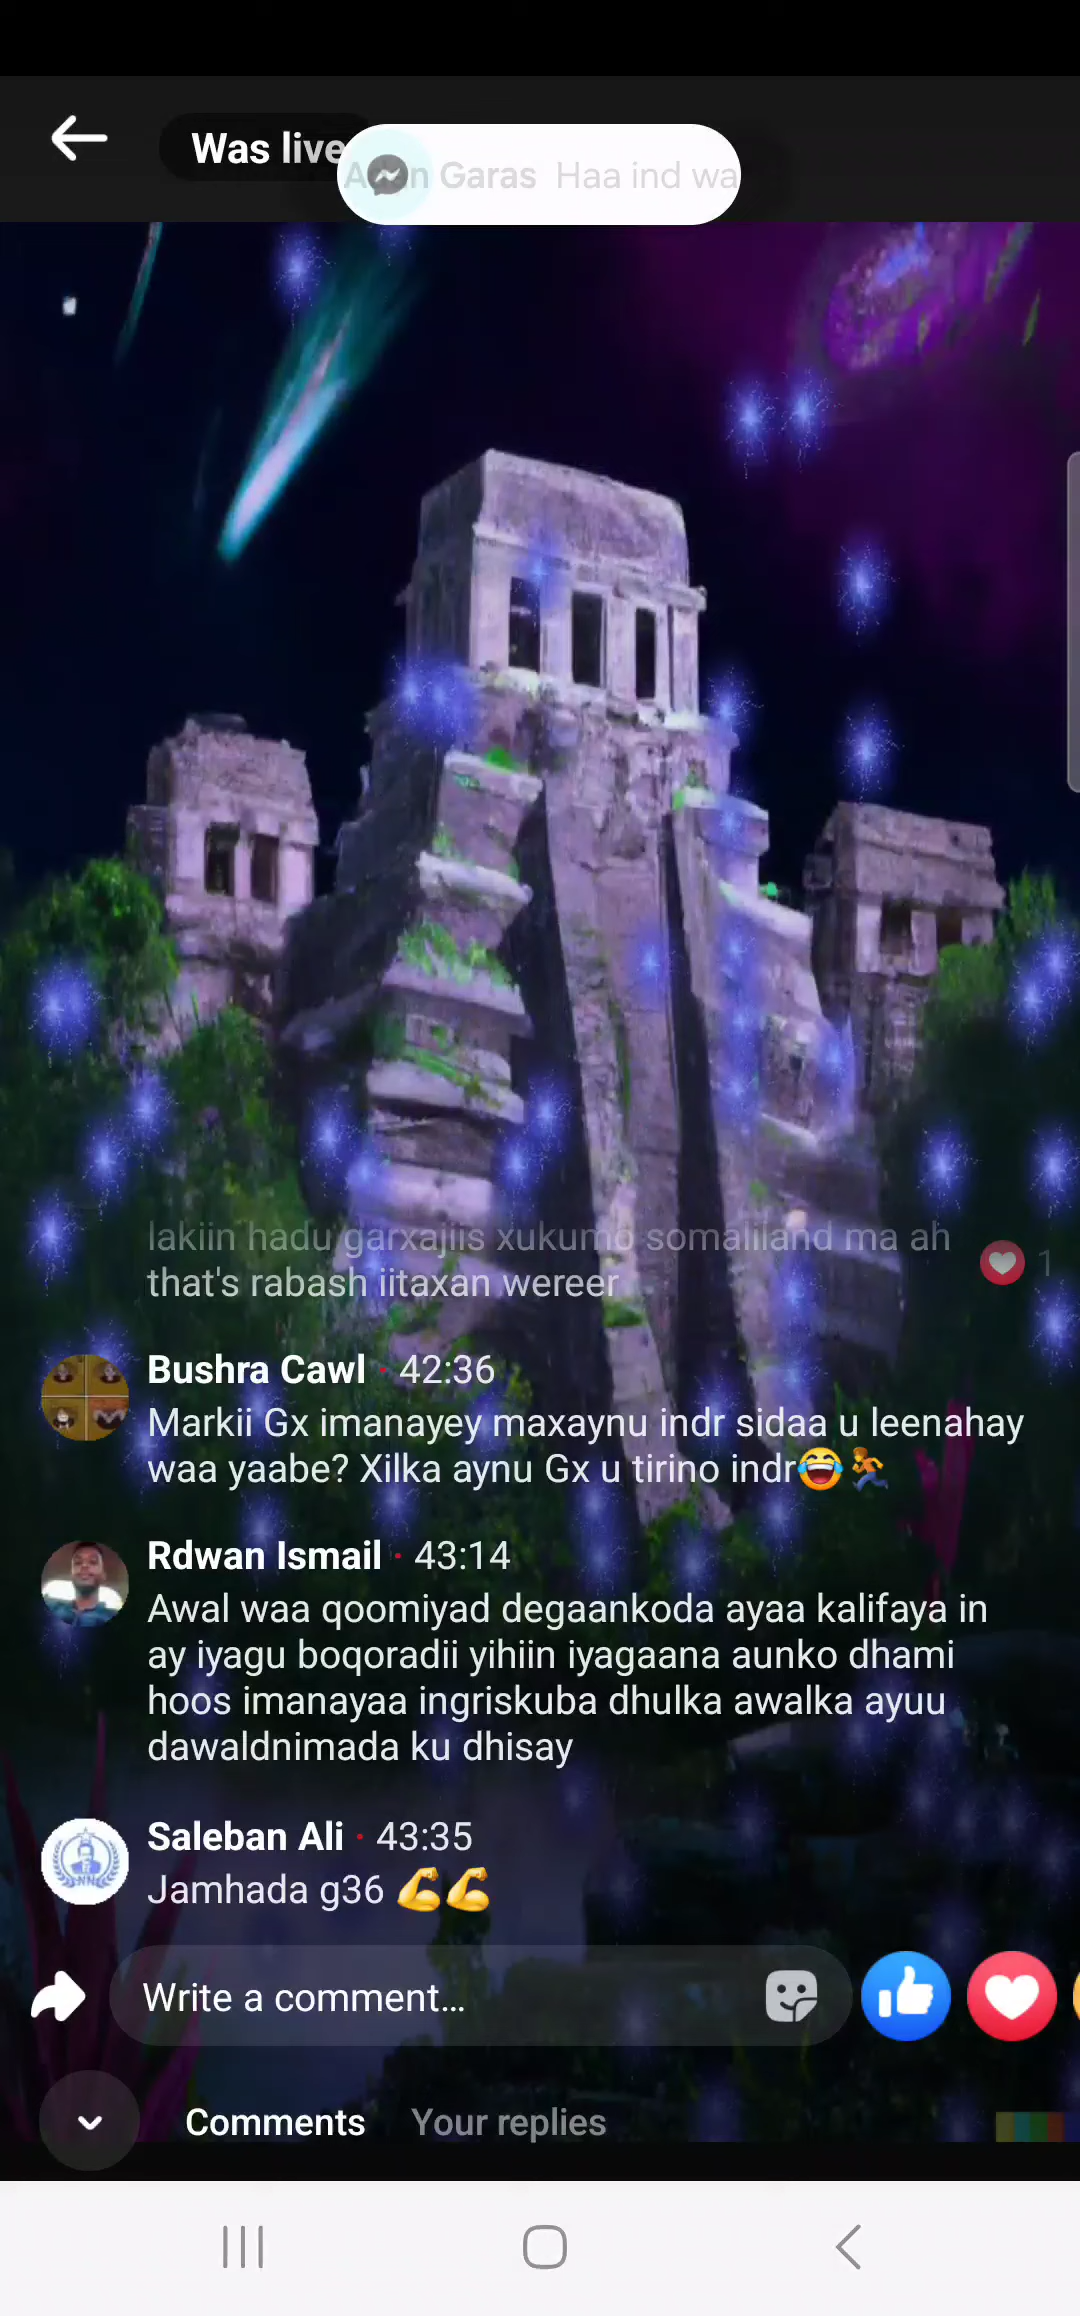 Was live
Adan Garas Haa ind wa
lakiin hadu garxajiis xukumo somaliland ma ah
that's rabash iitaxan wereer
1
Bushra Cawl · 42:36
Markii Gx imanayey maxaynu indr sidaa u leenahay
waa yaabe? Xilka aynu Gx u tirino indr😂🏃
Rdwan Ismail · 43:14
Awal waa qoomiyad degaankoda ayaa kalifaya in
ay iyagu boqoradii yihiin iyagaana aunko dhami
hoos imanayaa ingriskuba dhulka awalka ayuu
dawaldnimada ku dhisay
Saleban Ali · 43:35
Jamhada g36 💪💪
Write a comment...
Comments Your replies